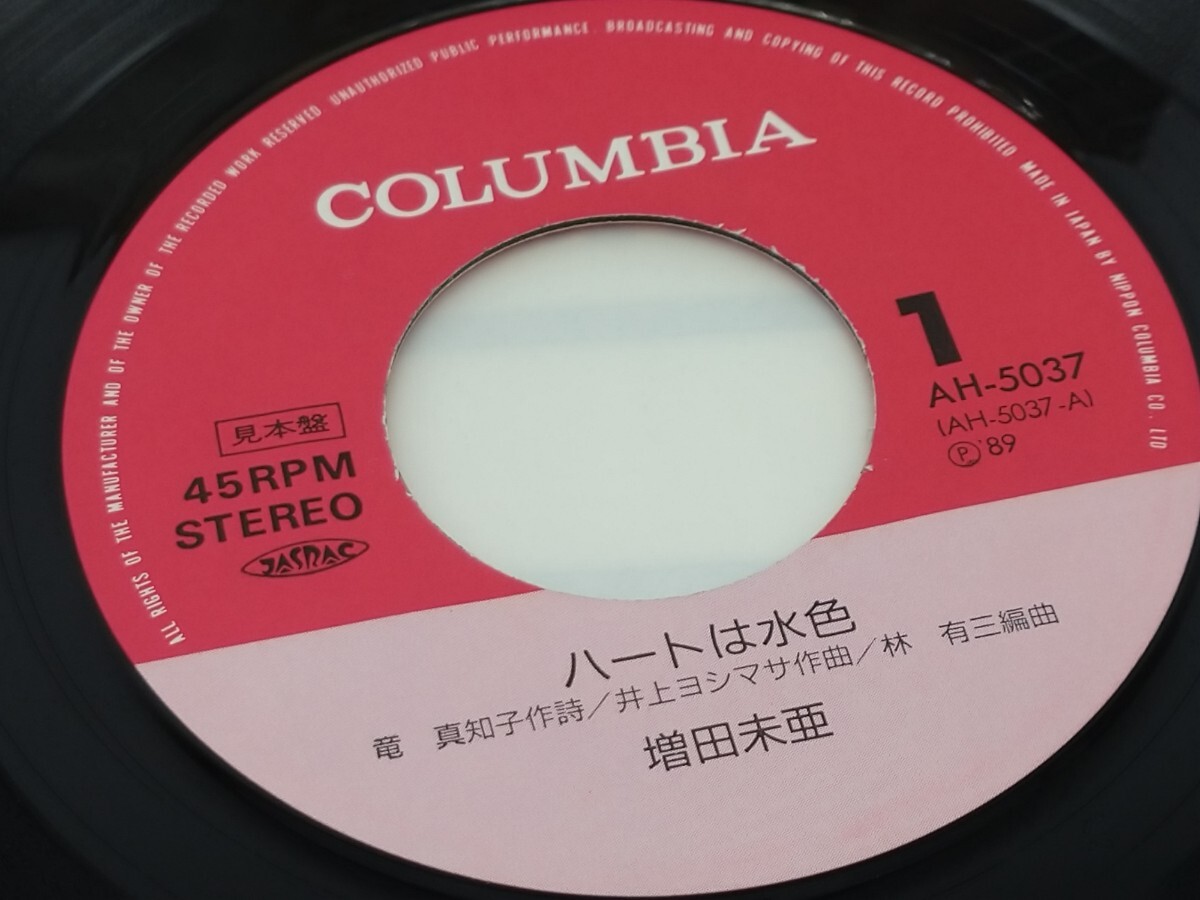 ALL RIGHTS OF THE MANUFACTURER AND OF THE OWNER OF THE RECORDED WORK RESERVED UNAUTHORIZED PUBLIC PERFORMANCE BROADCASTING AND COPYING OF THIS RECORD PROHIBITED MADE IN JAPAN BY NIPPON COLUMBIA CO., LTD
COLUMBIA
1
AH-5037
(AH-5037-A)
Ⓟ '89
見本盤
45RPM
STEREO
JASRAC
ハートは水色
竜 真知子作詩／井上ヨシマサ作曲／林 有三編曲
増田未亜